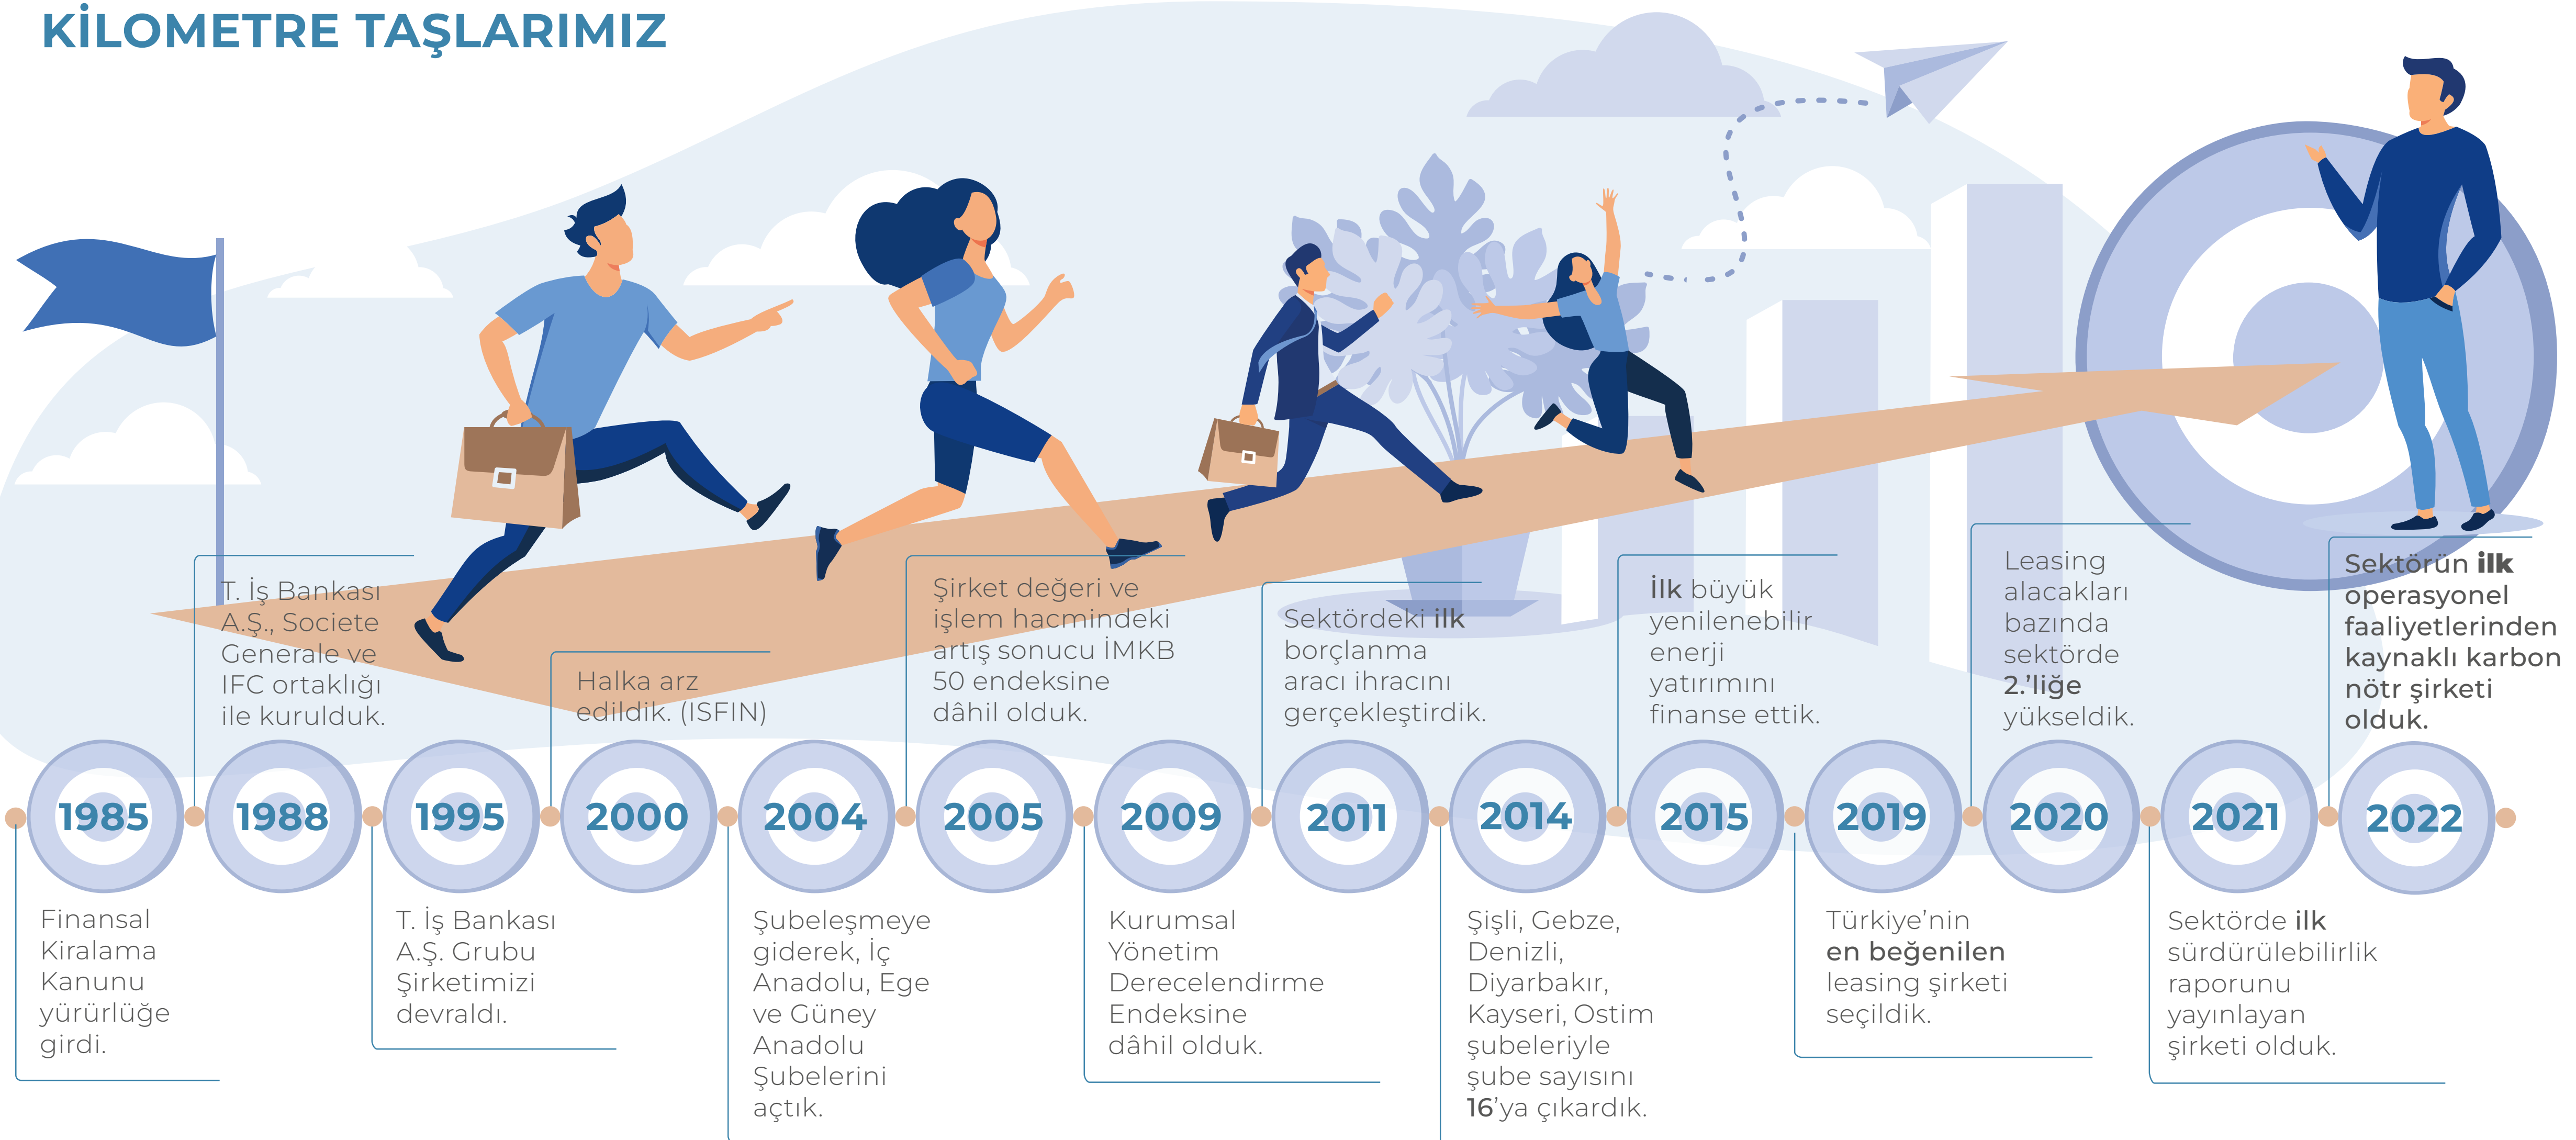 KİLOMETRE TAŞLARIMIZ
1985
Finansal
Kiralama
Kanunu
yürürlüğe
girdi.
T. İş Bankası
A.Ş., Societe
Generale ve
IFC ortaklığı
ile kurulduk.
1988
1995
T. İş Bankası
A.Ş. Grubu
Şirketimizi
devraldı.
Halka arz
edildik. (ISFIN)
2000
2004
Şubeleşmeye
giderek, İç
Anadolu, Ege
ve Güney
Anadolu
Şubelerini
açtık.
Şirket değeri ve
işlem hacmindeki
artış sonucu İMKB
50 endeksine
dâhil olduk.
2005
2009
Kurumsal
Yönetim
Derecelendirme
Endeksine
dâhil olduk.
Sektördeki ilk
borçlanma
aracı ihracını
gerçekleştirdik.
2011
2014
Şişli, Gebze,
Denizli,
Diyarbakır,
Kayseri, Ostim
şubeleriyle
şube sayısını
16’ya çıkardık.
İlk büyük
yenilenebilir
enerji
yatırımını
finanse ettik.
2015
2019
Türkiye’nin
en beğenilen
leasing şirketi
seçildik.
Leasing
alacakları
bazında
sektörde
2.’liğe
yükseldik.
2020
2021
Sektörde ilk
sürdürülebilirlik
raporunu
yayınlayan
şirketi olduk.
Sektörün ilk
operasyonel
faaliyetlerinden
kaynaklı karbon
nötr şirketi
olduk.
2022